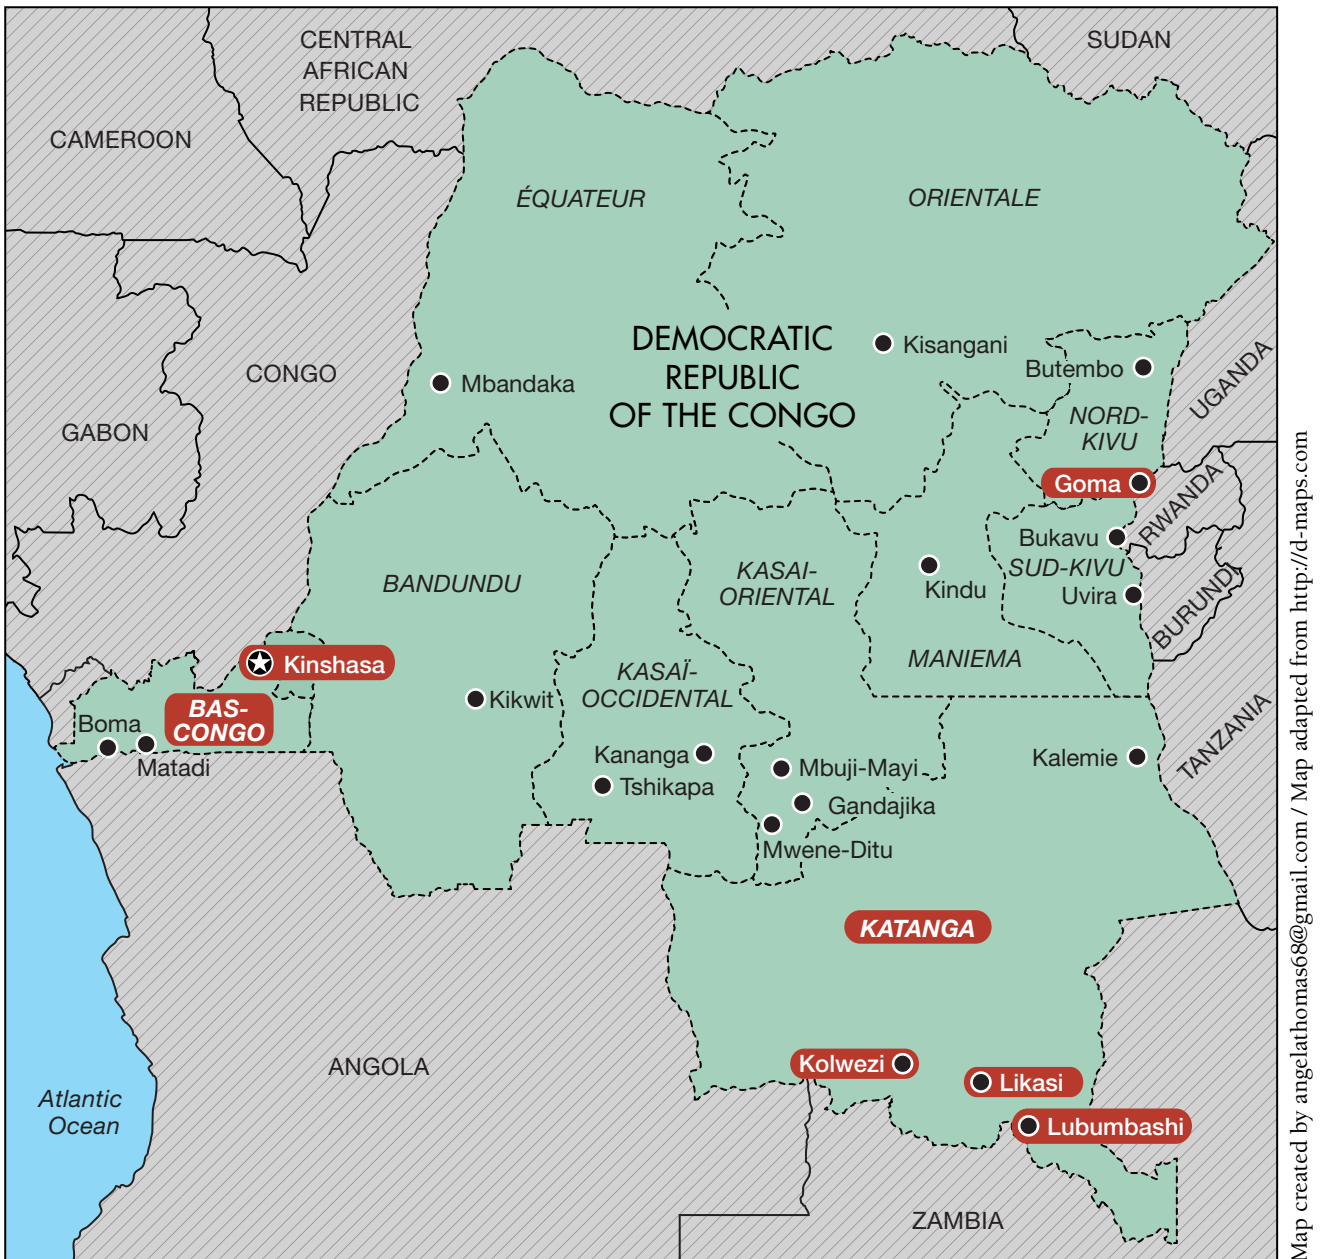 CENTRAL
AFRICAN
REPUBLIC
SUDAN
CAMEROON
ÉQUATEUR
ORIENTALE
DEMOCRATIC
REPUBLIC
OF THE CONGO
Kisangani
Butembo
UGANDA
CONGO
Mbandaka
GABON
NORD-
KIVU
Goma
RWANDA
Bukavu
SUD-KIVU
Uvira
BURUNDI
BANDUNDU
KASAI-
ORIENTAL
Kindu
MANIEMA
Kinshasa
KASAÏ-
OCCIDENTAL
Kikwit
BAS-
CONGO
Boma
Matadi
Kananga
Tshikapa
Mbuji-Mayi
Gandajika
Mwene-Ditu
Kalemie
TANZANIA
KATANGA
Kolwezi
Likasi
Lubumbashi
ANGOLA
Atlantic
Ocean
ZAMBIA
Map created by angelathomas68@gmail.com / Map adapted from http://d-maps.com